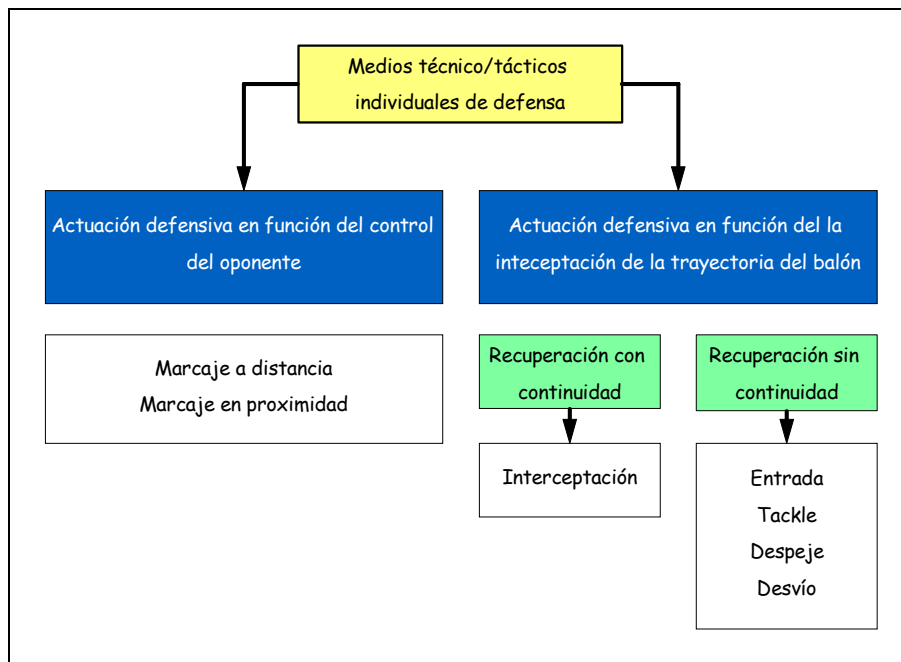 Medios técnico/tácticos
individuales de defensa
Actuación defensiva en función del control
del oponente
Actuación defensiva en función del la
inteceptación de la trayectoria del balón
Marcaje a distancia
Marcaje en proximidad
Recuperación con
continuidad
Recuperación sin
continuidad
Interceptación
Entrada
Tackle
Despeje
Desvío